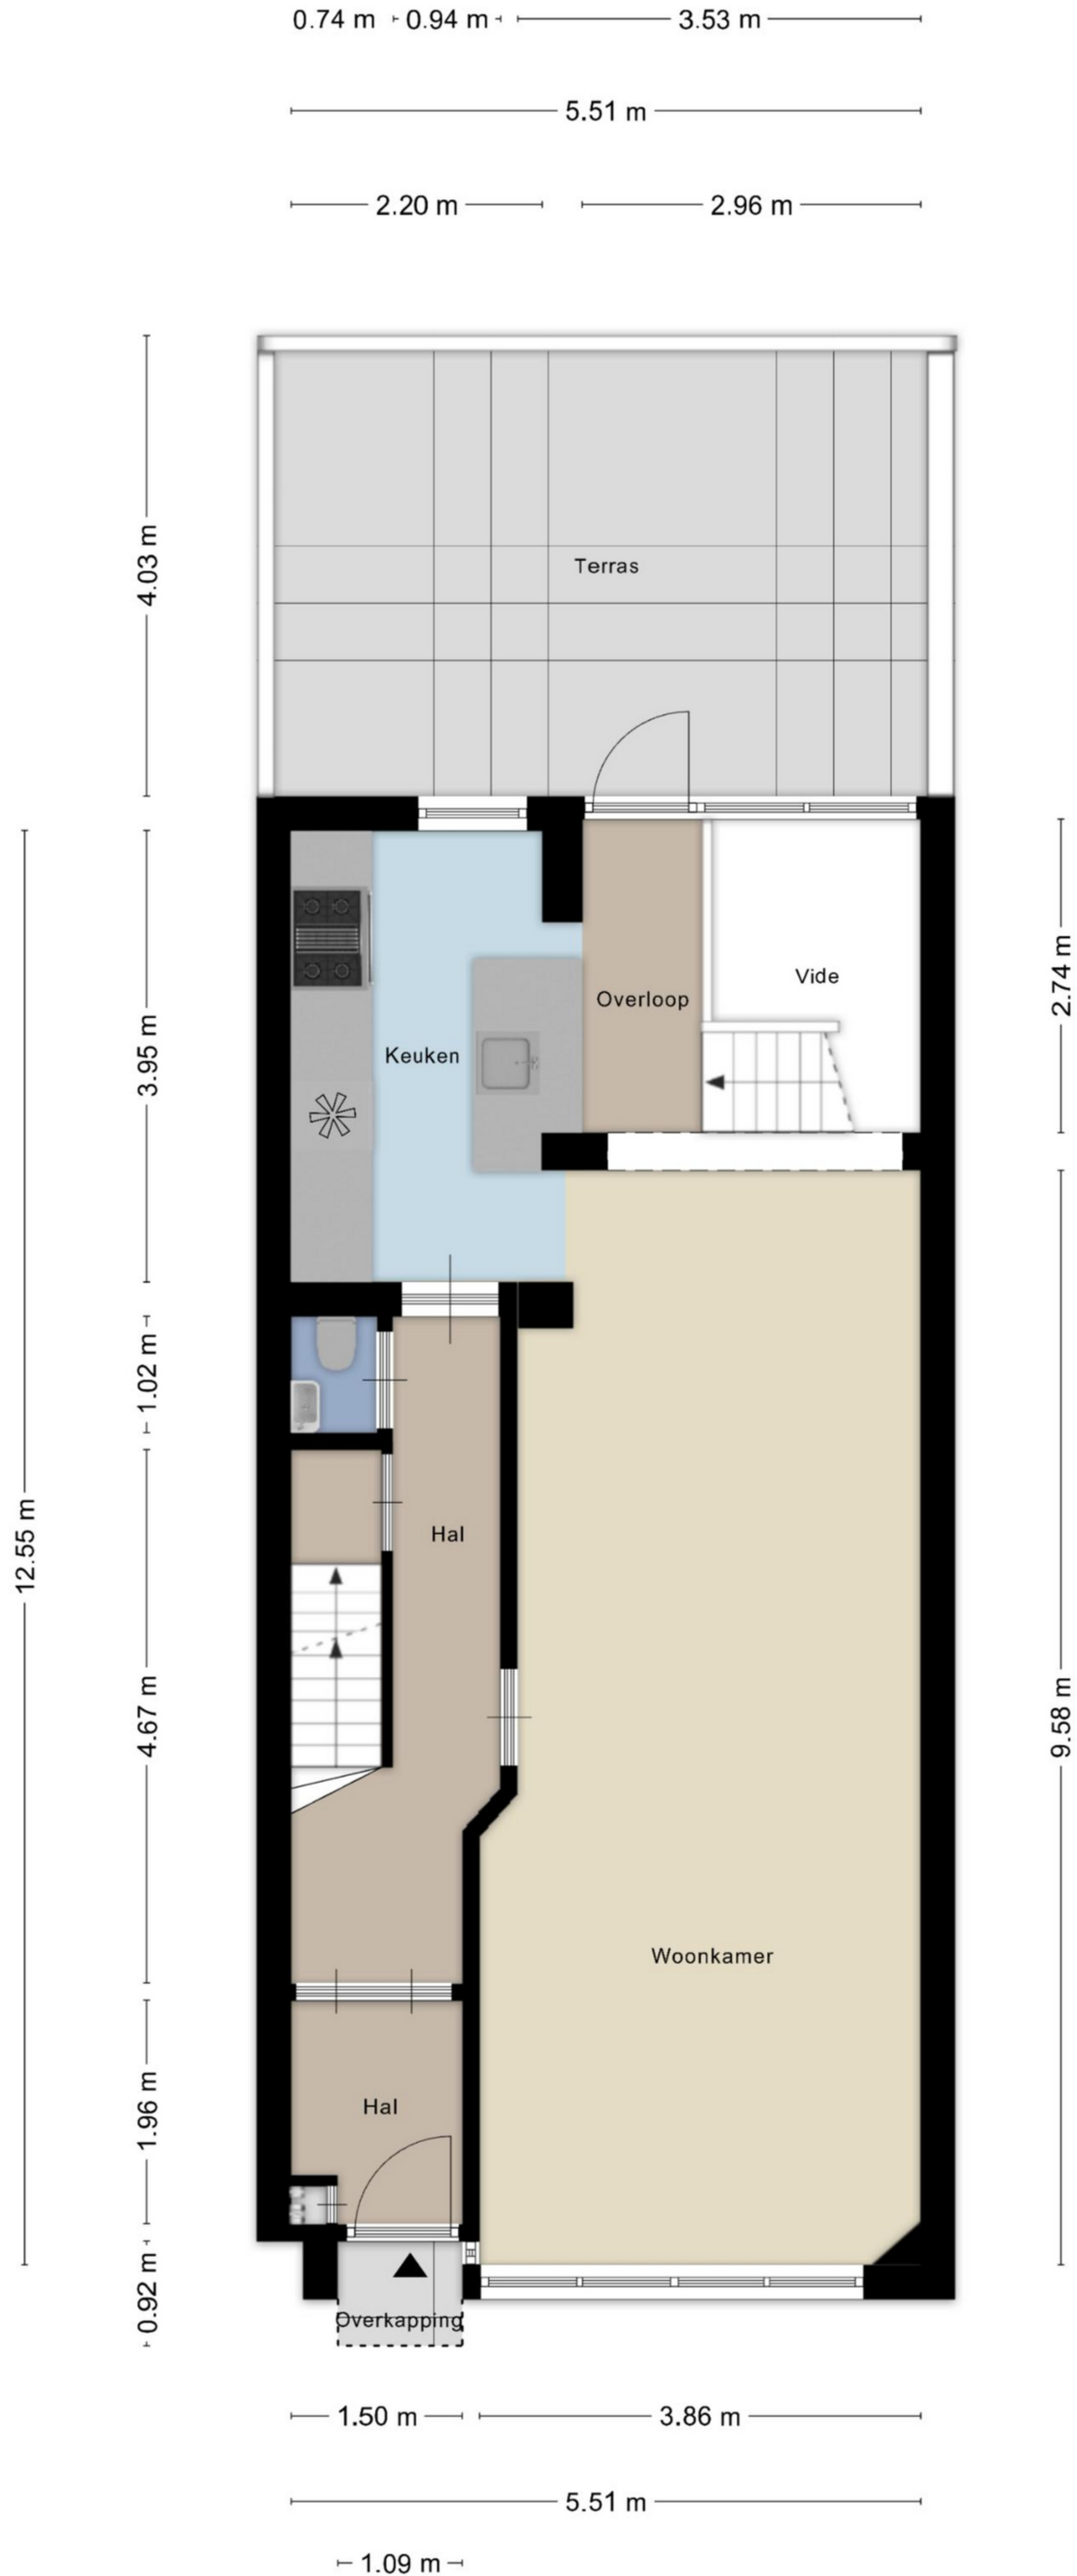 0.74 m 0.94 m 3.53 m
5.51 m
2.20 m 2.96 m
4.03 m
Terras
2.74 m
Vide
Overloop
3.95 m
Keuken
1.02 m
Hal
12.55 m
4.67 m
9.58 m
Woonkamer
1.96 m
Hal
0.92 m
Overkapping
1.50 m 3.86 m
5.51 m
1.09 m